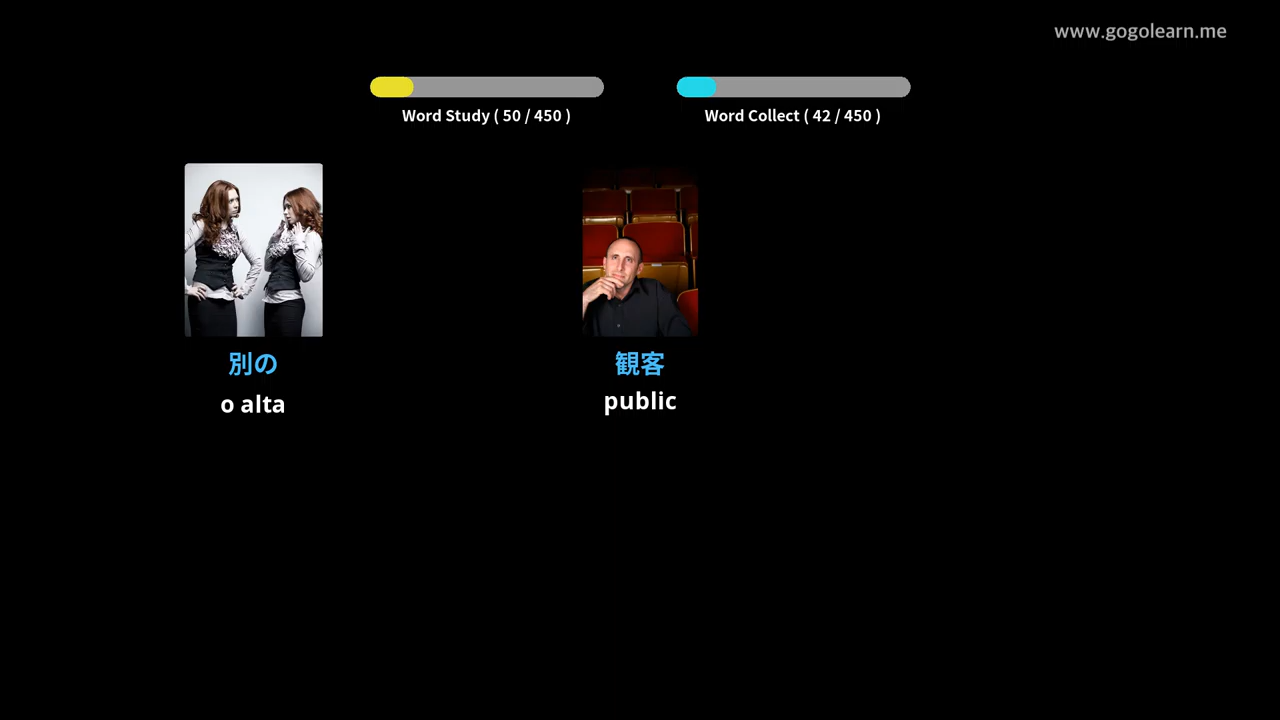 www.gogolearn.me
Word Study ( 50 / 450 )
Word Collect ( 42 / 450 )
別の
o alta
観客
public